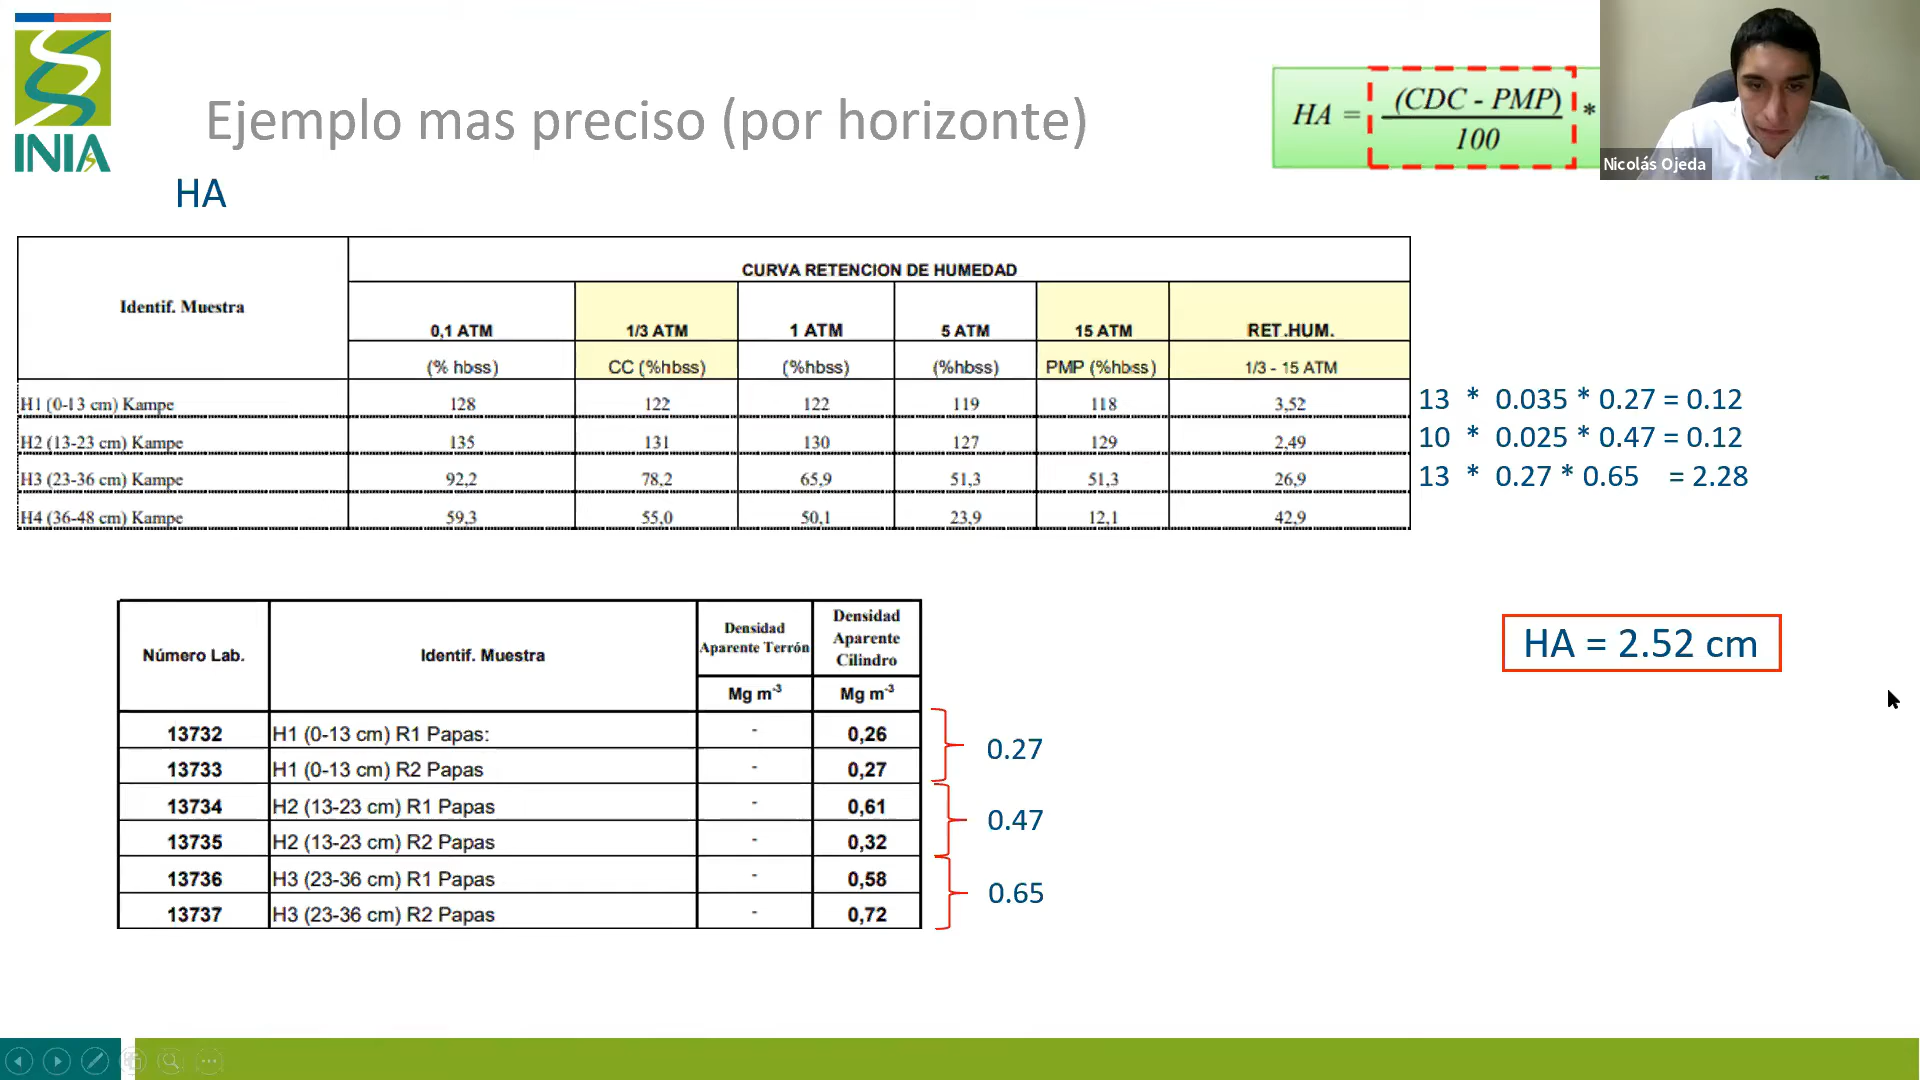 INIA
Ejemplo mas preciso (por horizonte)
HA = (CDC - PMP) / 100 *
Nicolás Ojeda
HA
Identif. Muestra
CURVA RETENCION DE HUMEDAD
0,1 ATM 1/3 ATM 1 ATM 5 ATM 15 ATM RET.HUM.
(% hbss) CC (%hbss) (%hbss) (%hbss) PMP (%hbss) 1/3 - 15 ATM
H1 (0-13 cm) Kampe 128 122 122 119 118 3,52 13 * 0.035 * 0.27 = 0.12
H2 (13-23 cm) Kampe 135 131 130 127 129 2,49 10 * 0.025 * 0.47 = 0.12
H3 (23-36 cm) Kampe 92,2 78,2 65,9 51,3 51,3 26,9 13 * 0.27 * 0.65 = 2.28
H4 (36-48 cm) Kampe 59,3 55,0 50,1 23,9 12,1 42,9
Número Lab. Identif. Muestra Densidad Aparente Terrón Densidad Aparente Cilindro
Mg m-3 Mg m-3
13732 H1 (0-13 cm) R1 Papas: - 0,26
13733 H1 (0-13 cm) R2 Papas - 0,27
0.27
13734 H2 (13-23 cm) R1 Papas - 0,61
13735 H2 (13-23 cm) R2 Papas - 0,32
0.47
13736 H3 (23-36 cm) R1 Papas - 0,58
13737 H3 (23-36 cm) R2 Papas - 0,72
0.65
HA = 2.52 cm